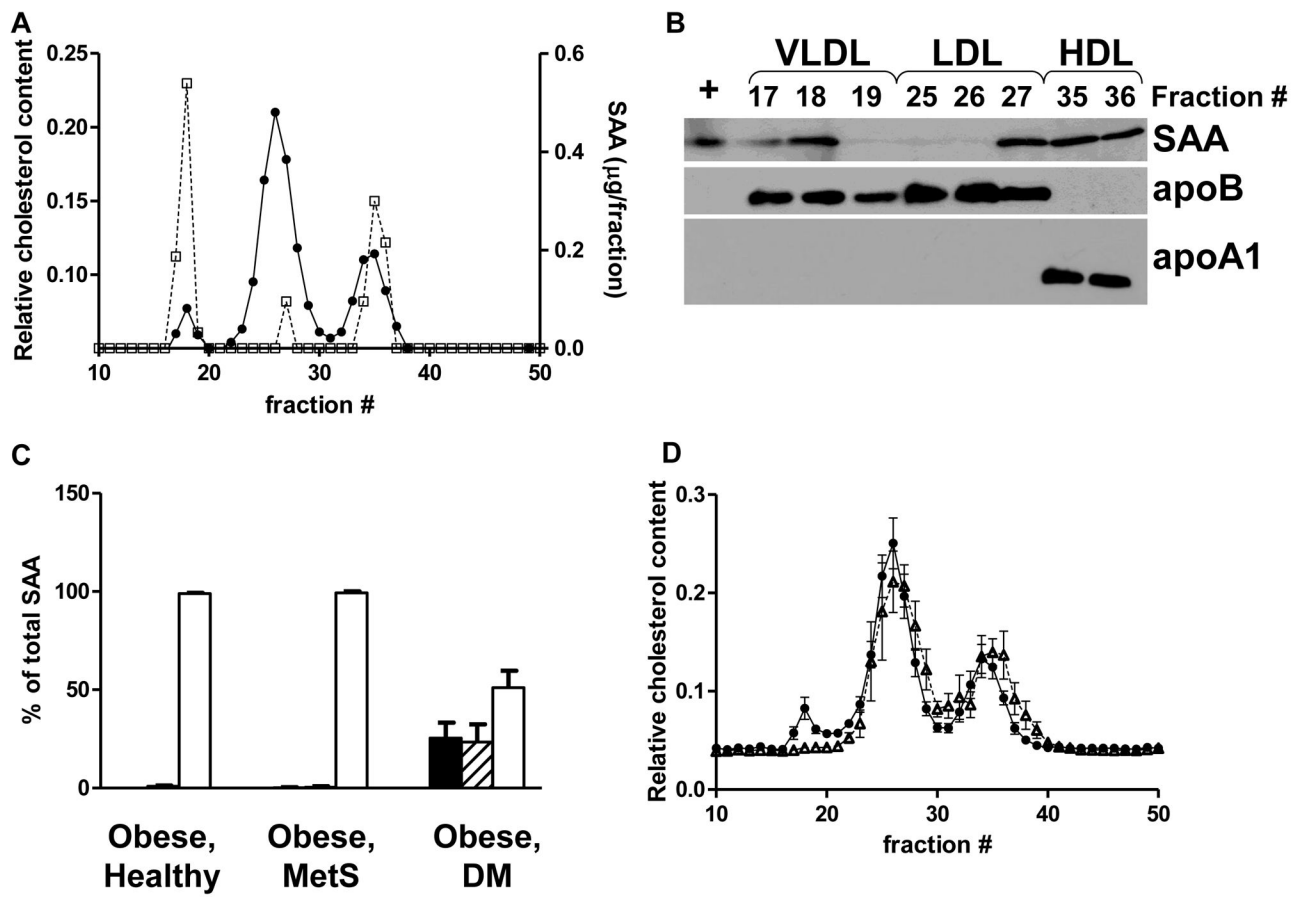 A
Relative cholesterol content
0.25
0.20
0.15
0.10
0.6
0.4
0.2
0.0
SAA (μg/fraction)
10 20 30 40 50
fraction #
B
VLDL LDL HDL
+ 17 18 19 25 26 27 35 36 Fraction #
SAA
apoB
apoA1
C
% of total SAA
150
100
50
0
Obese, Healthy
Obese, MetS
Obese, DM
D
Relative cholesterol content
0.3
0.2
0.1
0.0
10 20 30 40 50
fraction #